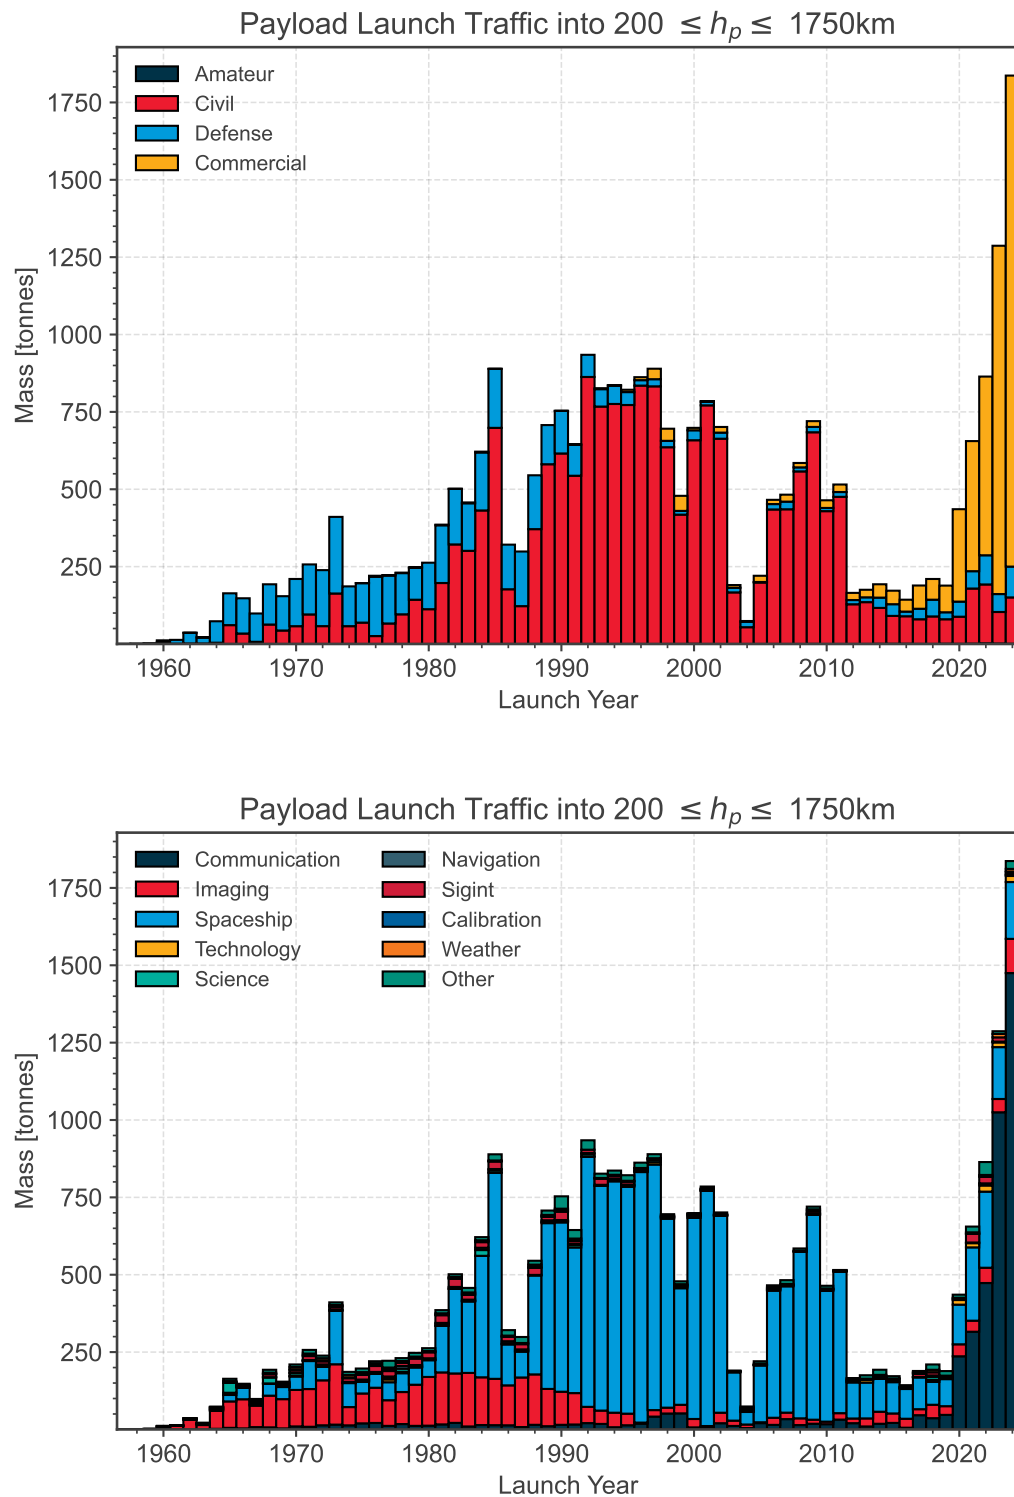 Payload Launch Traffic into 200 ≤ hₚ ≤ 1750km
Amateur
Civil
Defense
Commercial
1750
1500
1250
1000
750
500
250
Mass [tonnes]
1960 1970 1980 1990 2000 2010 2020
Launch Year
Payload Launch Traffic into 200 ≤ hₚ ≤ 1750km
Communication
Imaging
Spaceship
Technology
Science
Navigation
Sigint
Calibration
Weather
Other
1750
1500
1250
1000
750
500
250
Mass [tonnes]
1960 1970 1980 1990 2000 2010 2020
Launch Year